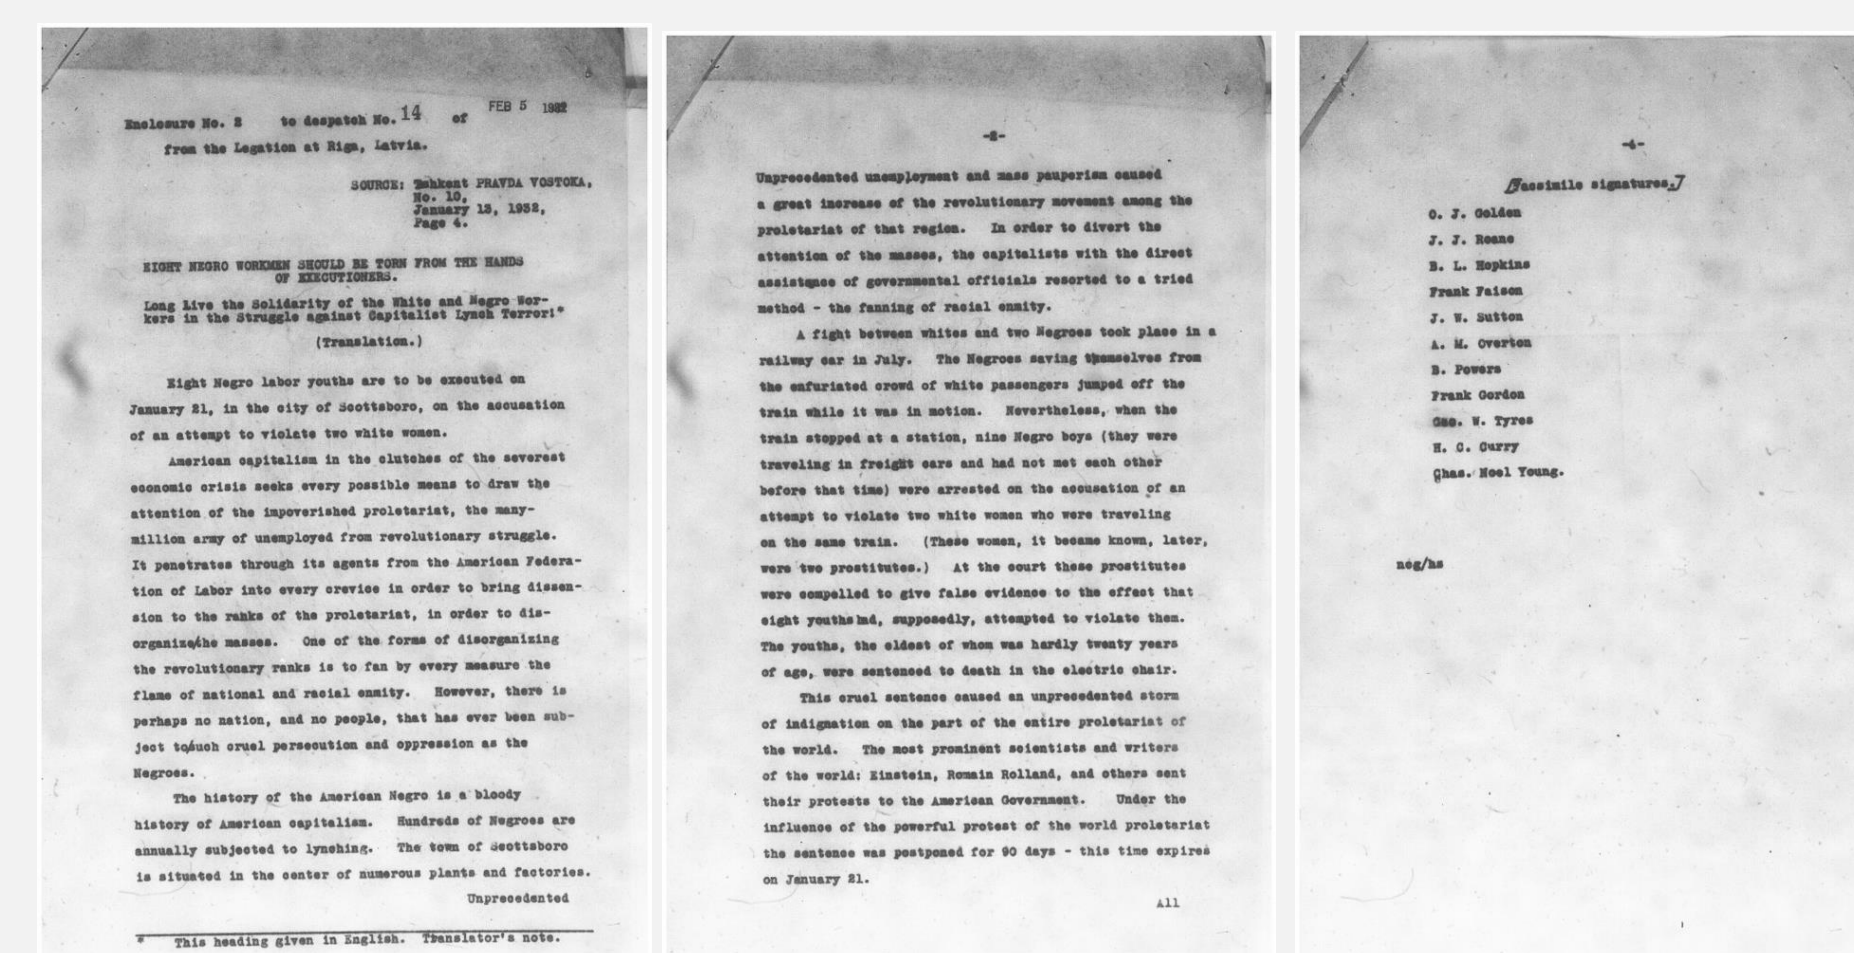 Enclosure No. 2 to despatch No. 14 of FEB 5 1932
from the Legation at Riga, Latvia.
SOURCE: Tashkent PRAVDA VOSTOKA,
No. 10,
January 13, 1932,
Page 4.
EIGHT NEGRO WORKMEN SHOULD BE TORN FROM THE HANDS
OF EXECUTIONERS.
Long Live the Solidarity of the White and Negro Wor-
kers in the Struggle against Capitalist Lynch Terror!*
(Translation.)
Eight Negro labor youths are to be executed on
January 21, in the city of Scottsboro, on the accusation
of an attempt to violate two white women.
American capitalism in the clutches of the severest
economic crisis seeks every possible means to draw the
attention of the impoverished proletariat, the many-
million army of unemployed from revolutionary struggle.
It penetrates through its agents from the American Federa-
tion of Labor into every crevice in order to bring dissen-
sion to the ranks of the proletariat, in order to dis-
organize/the masses. One of the forms of disorganizing
the revolutionary ranks is to fan by every measure the
flame of national and racial enmity. However, there is
perhaps no nation, and no people, that has ever been sub-
ject to/such cruel persecution and oppression as the
Negroes.
The history of the American Negro is a bloody
history of American capitalism. Hundreds of Negroes are
annually subjected to lynching. The town of Scottsboro
is situated in the center of numerous plants and factories.
Unprecedented
* This heading given in English. Translator's note.
-2-
Unprecedented unemployment and mass pauperism caused
a great increase of the revolutionary movement among the
proletariat of that region. In order to divert the
attention of the masses, the capitalists with the direct
assistance of governmental officials resorted to a tried
method - the fanning of racial enmity.
A fight between whites and two Negroes took place in a
railway car in July. The Negroes saving themselves from
the enfuriated crowd of white passengers jumped off the
train while it was in motion. Nevertheless, when the
train stopped at a station, nine Negro boys (they were
traveling in freight cars and had not met each other
before that time) were arrested on the accusation of an
attempt to violate two white women who were traveling
on the same train. (These women, it became known, later,
were two prostitutes.) At the court these prostitutes
were compelled to give false evidence to the effect that
eight youths had, supposedly, attempted to violate them.
The youths, the eldest of whom was hardly twenty years
of age, were sentenced to death in the electric chair.
This cruel sentence caused an unprecedented storm
of indignation on the part of the entire proletariat of
the world. The most prominent scientists and writers
of the world: Einstein, Romain Rolland, and others sent
their protests to the American Government. Under the
influence of the powerful protest of the world proletariat
the sentence was postponed for 90 days - this time expires
on January 21.
All
-4-
[Facsimile signatures.]
O. J. Golden
J. J. Roane
B. L. Hopkins
Frank Faison
J. W. Sutton
A. M. Overton
B. Powers
Frank Gordon
Geo. W. Tyres
H. C. Curry
Chas. Noel Young.
neg/hs